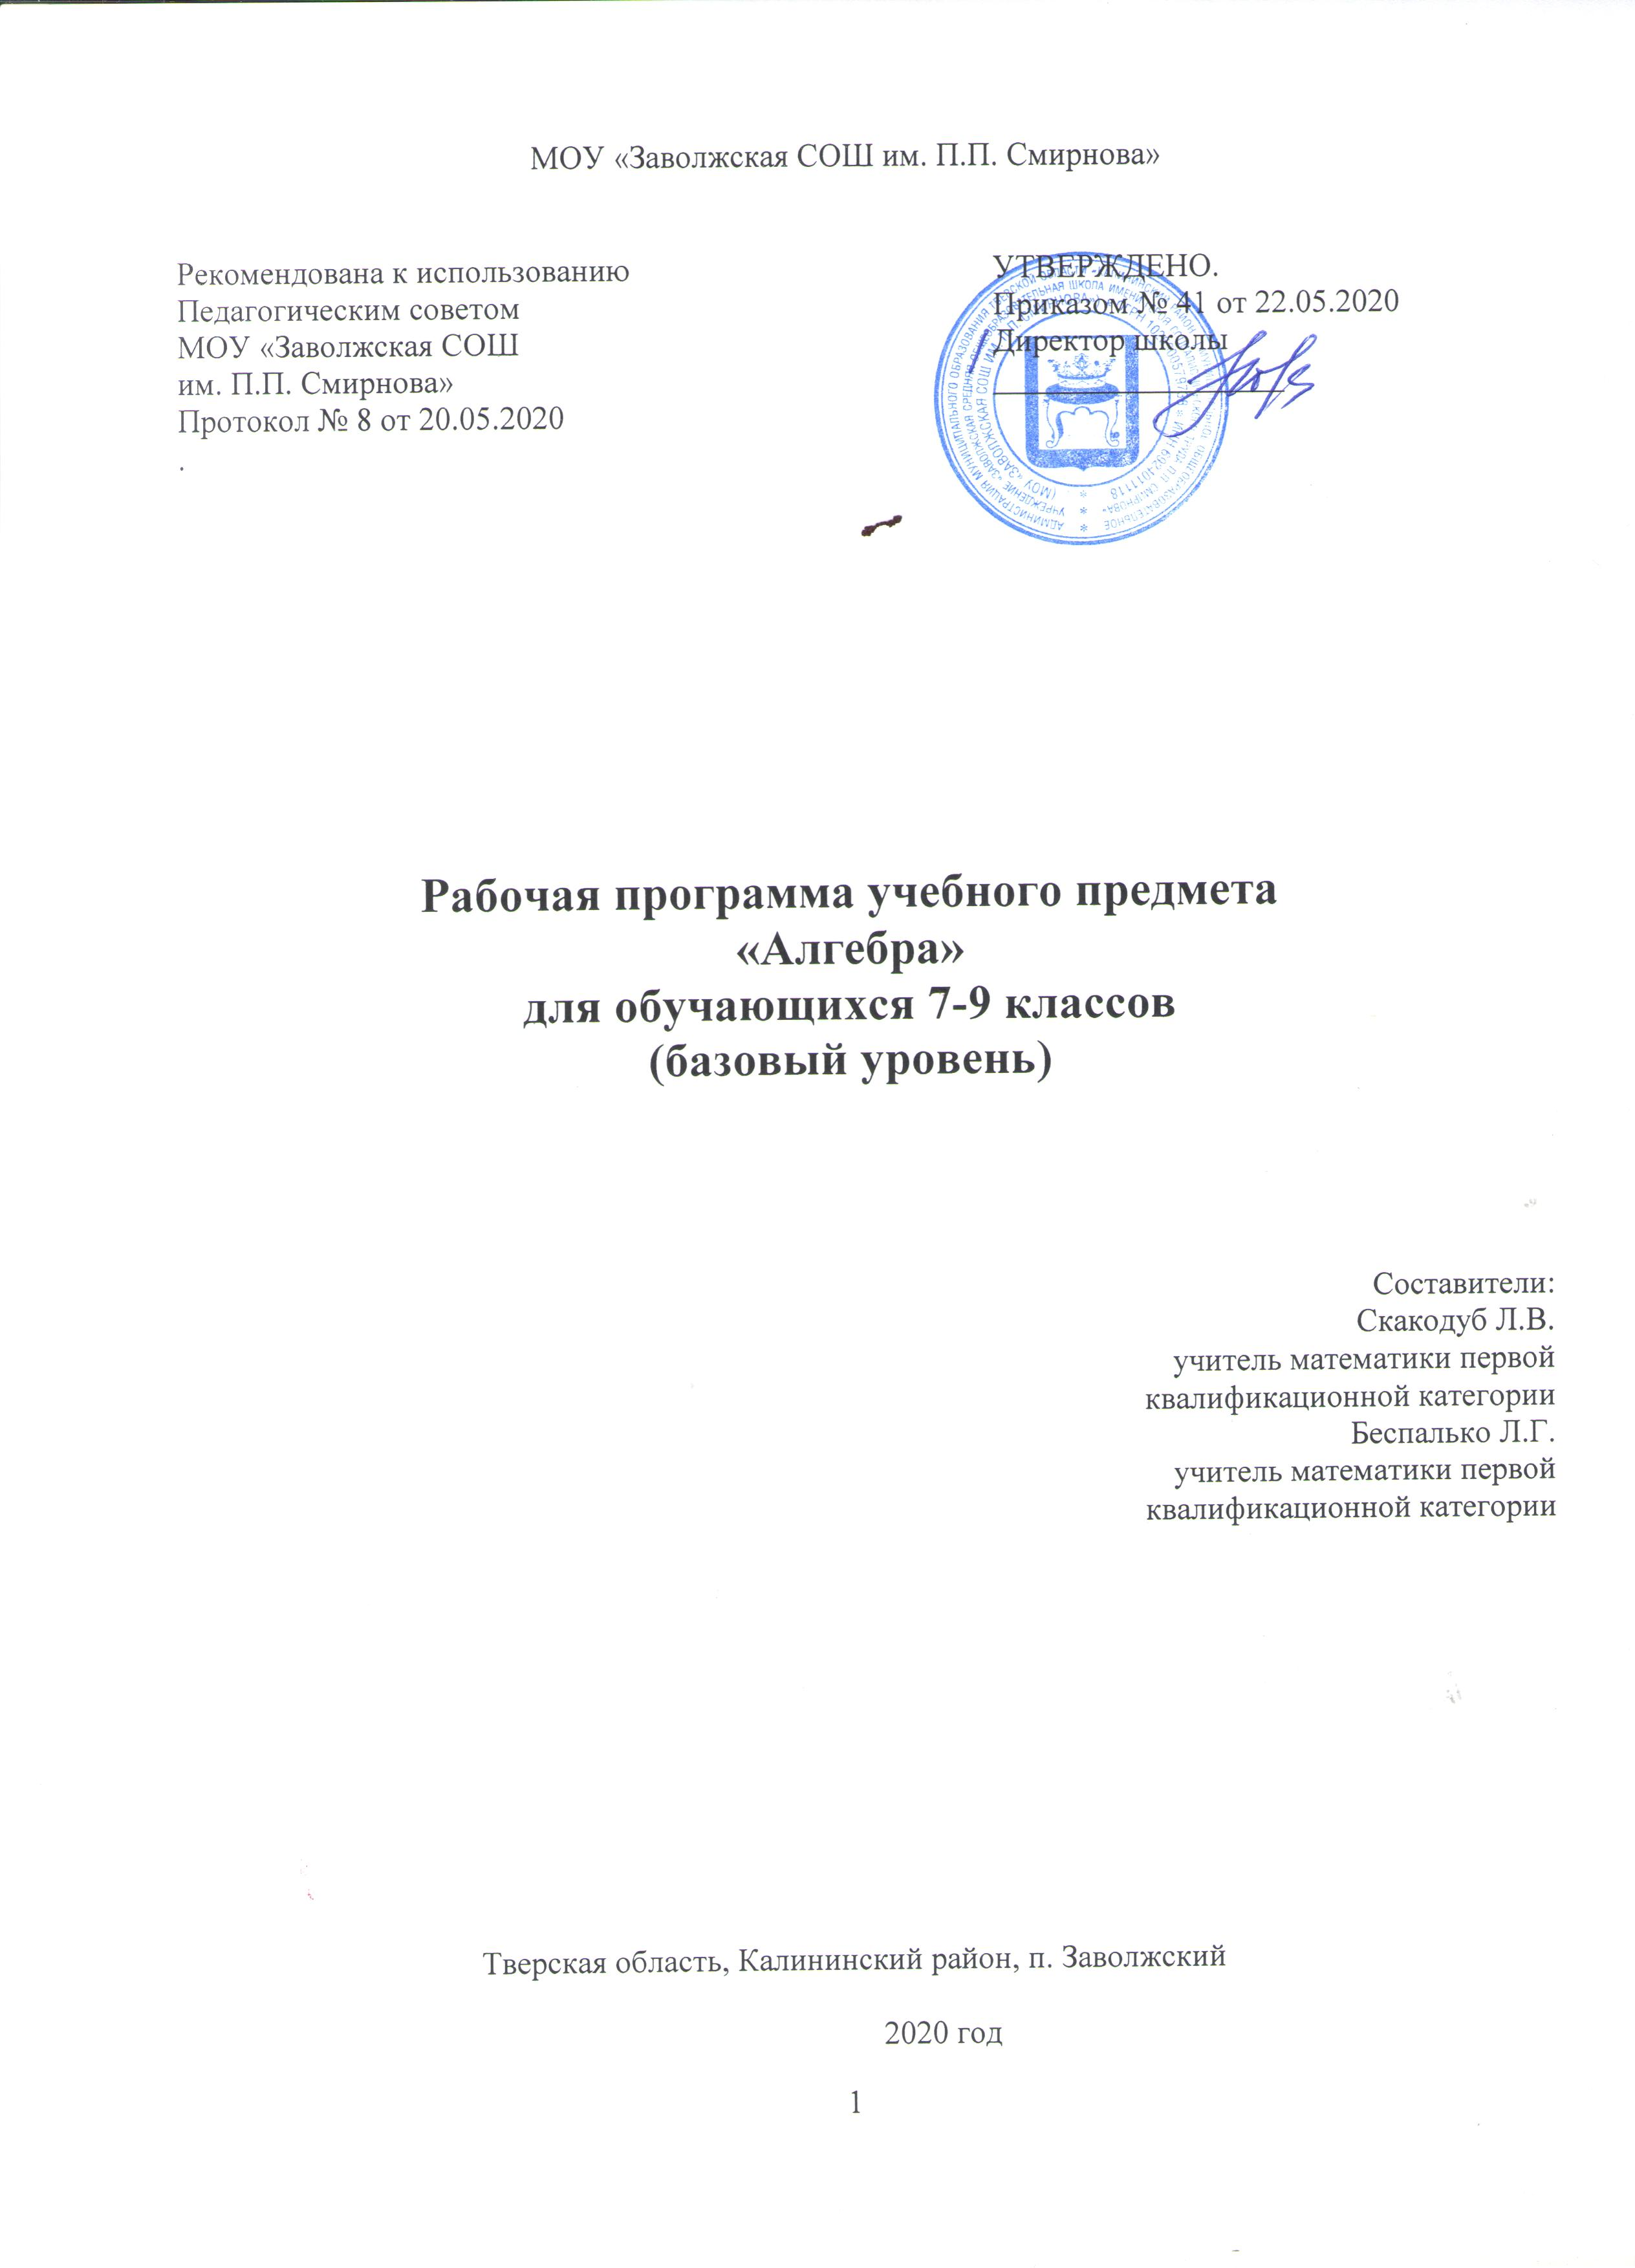 МОУ «Заволжская СОШ им. П.П. Смирнова»
Рекомендована к использованию
Педагогическим советом
МОУ «Заволжская СОШ
им. П.П. Смирнова»
Протокол № 8 от 20.05.2020
.
УТВЕРЖДЕНО.
Приказом № 41 от 22.05.2020
Директор школы
Рабочая программа учебного предмета
«Алгебра»
для обучающихся 7-9 классов
(базовый уровень)
Составители:
Скакодуб Л.В.
учитель математики первой
квалификационной категории
Беспалько Л.Г.
учитель математики первой
квалификационной категории
Тверская область, Калининский район, п. Заволжский
2020 год
1